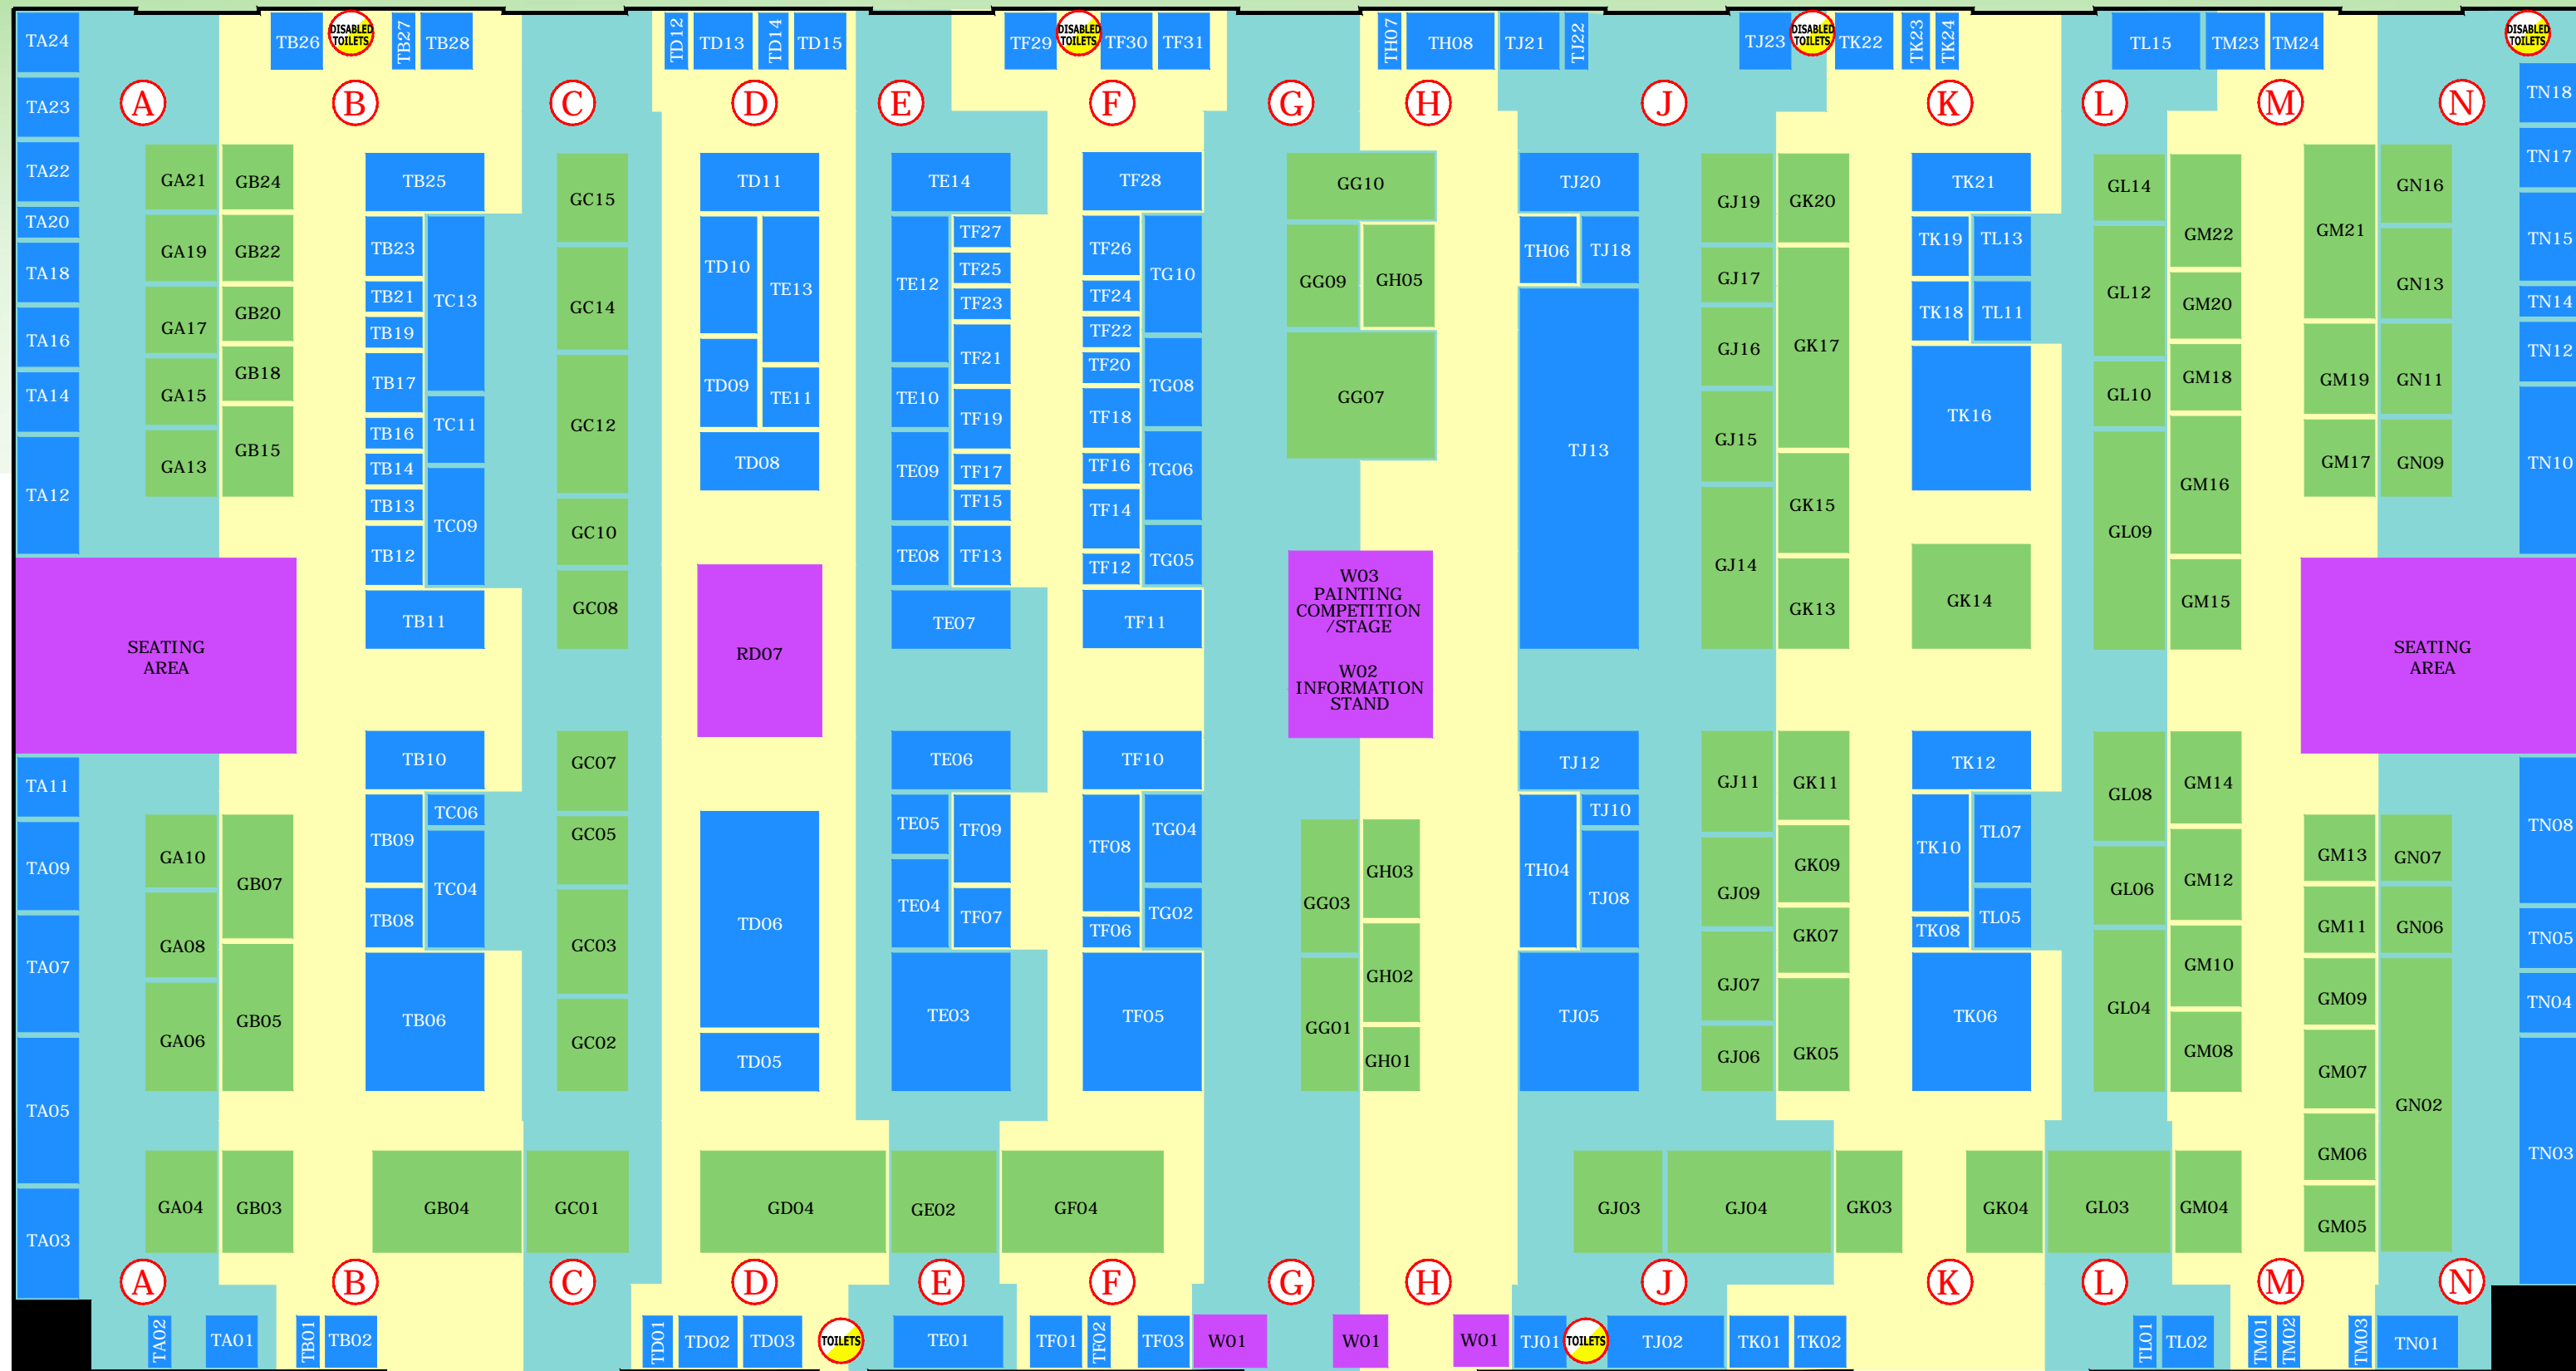 TA24
TB26
DISABLED
TOILETS
TB27
TB28
TD12
TD13
TD14
TD15
TF29
DISABLED
TOILETS
TF30
TF31
TH07
TH08
TJ21
TJ22
TJ23
DISABLED
TOILETS
TK22
TK23
TK24
TL15
TM23
TM24
DISABLED
TOILETS
A
B
C
D
E
F
G
H
J
K
L
M
N
TA23
TA22
TA20
TA18
TA16
TA14
TA12
GA21
GA19
GA17
GA15
GA13
GB24
GB22
GB20
GB18
GB15
TB25
TB23
TB21
TB19
TB17
TB16
TB14
TB13
TB12
TB11
TC13
TC11
TC09
GC15
GC14
GC12
GC10
GC08
TD11
TD10
TD09
TD08
TE13
TE11
RD07
TE14
TE12
TE10
TE09
TE08
TE07
TF27
TF25
TF23
TF21
TF19
TF17
TF15
TF13
TF28
TF26
TF24
TF22
TF20
TF18
TF16
TF14
TF12
TF11
TG10
TG08
TG06
TG05
GG10
GG09
GH05
GG07
W03
PAINTING
COMPETITION
/STAGE
W02
INFORMATION
STAND
TJ20
TH06
TJ18
TJ13
GJ19
GJ17
GJ16
GJ15
GJ14
GK20
GK17
GK15
GK13
TK21
TK19
TL13
TK18
TL11
TK16
GK14
GL14
GL12
GL10
GL09
GM22
GM20
GM18
GM16
GM15
GM21
GM19
GM17
GN16
GN13
GN11
GN09
TN18
TN17
TN15
TN14
TN12
TN10
SEATING
AREA
SEATING
AREA
TA11
TA09
TA07
TA05
TA03
GA10
GA08
GA06
GA04
GB07
GB05
GB03
TB10
TB09
TB08
TC06
TC04
TB06
GB04
GC07
GC05
GC03
GC02
GC01
TD06
TD05
GD04
TE06
TE05
TE04
TF09
TF07
TE03
GE02
TF10
TF08
TF06
TG04
TG02
TF05
GF04
GG03
GG01
GH03
GH02
GH01
TJ12
TH04
TJ10
TJ08
TJ05
GJ11
GJ09
GJ07
GJ06
GJ03
GJ04
GK11
GK09
GK07
GK05
GK03
TK12
TK10
TK08
TL07
TL05
TK06
GK04
GL08
GL06
GL04
GL03
GM14
GM12
GM10
GM08
GM04
GM13
GM11
GM09
GM07
GM06
GM05
GN07
GN06
GN02
TN08
TN05
TN04
TN03
A
B
C
D
E
F
G
H
J
K
L
M
N
TA02
TA01
TB01
TB02
TD01
TD02
TD03
TOILETS
TE01
TF01
TF02
TF03
W01
W01
W01
TJ01
TOILETS
TJ02
TK01
TK02
TL01
TL02
TM01
TM02
TM03
TN01